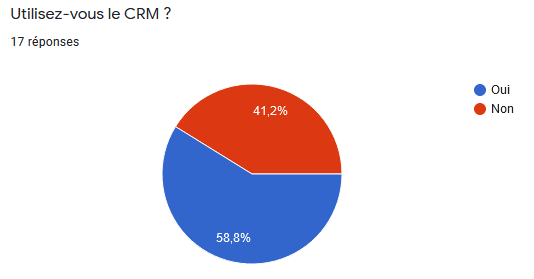 Utilisez-vous le CRM ?
17 réponses
Oui
Non
41,2%
58,8%